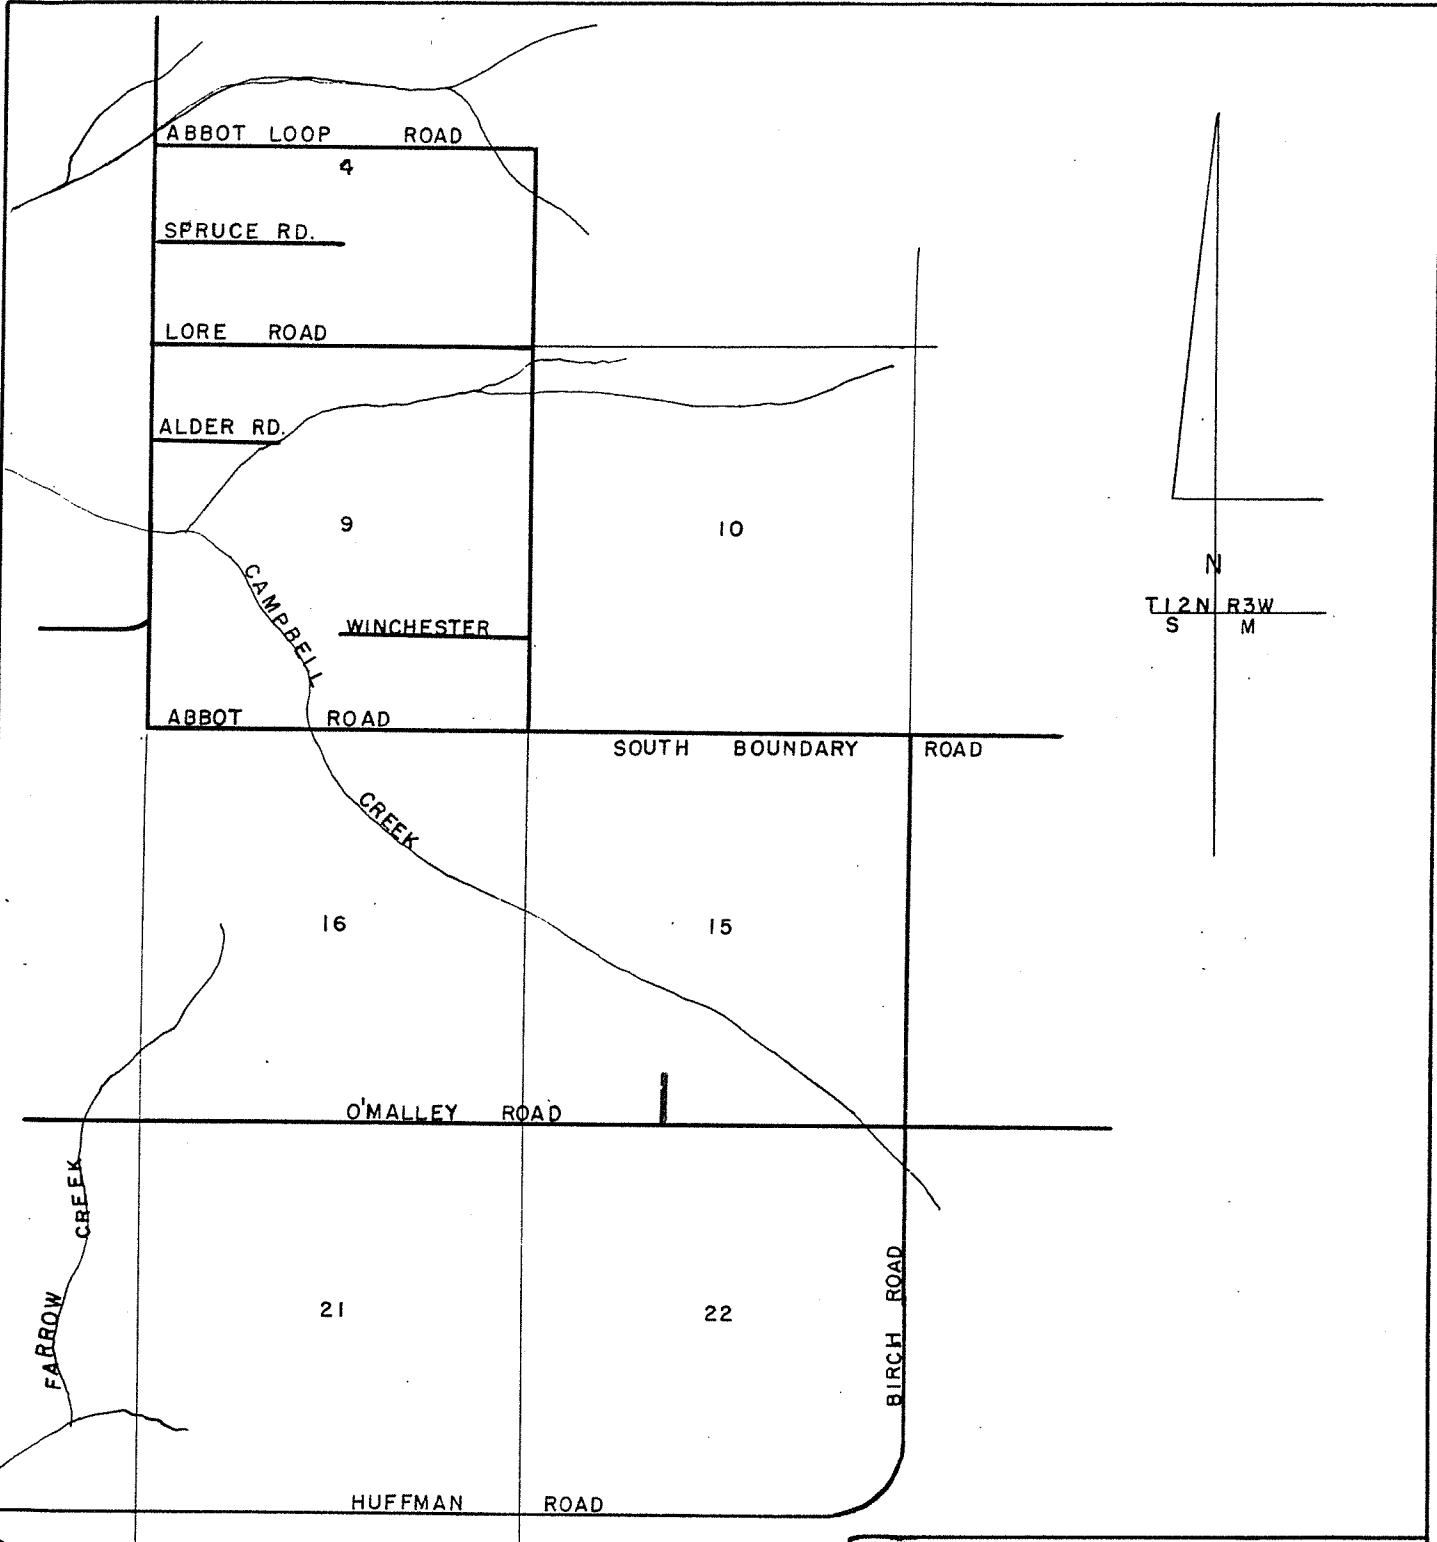 ABBOT LOOP ROAD
4
SPRUCE RD.
LORE ROAD
ALDER RD.
9
10
N
T12N R3W
S M
CAMPBELL
WINCHESTER
ABBOT ROAD
SOUTH BOUNDARY ROAD
CREEK
16
15
O'MALLEY ROAD
FARROW CREEK
21
22
BIRCH ROAD
HUFFMAN ROAD